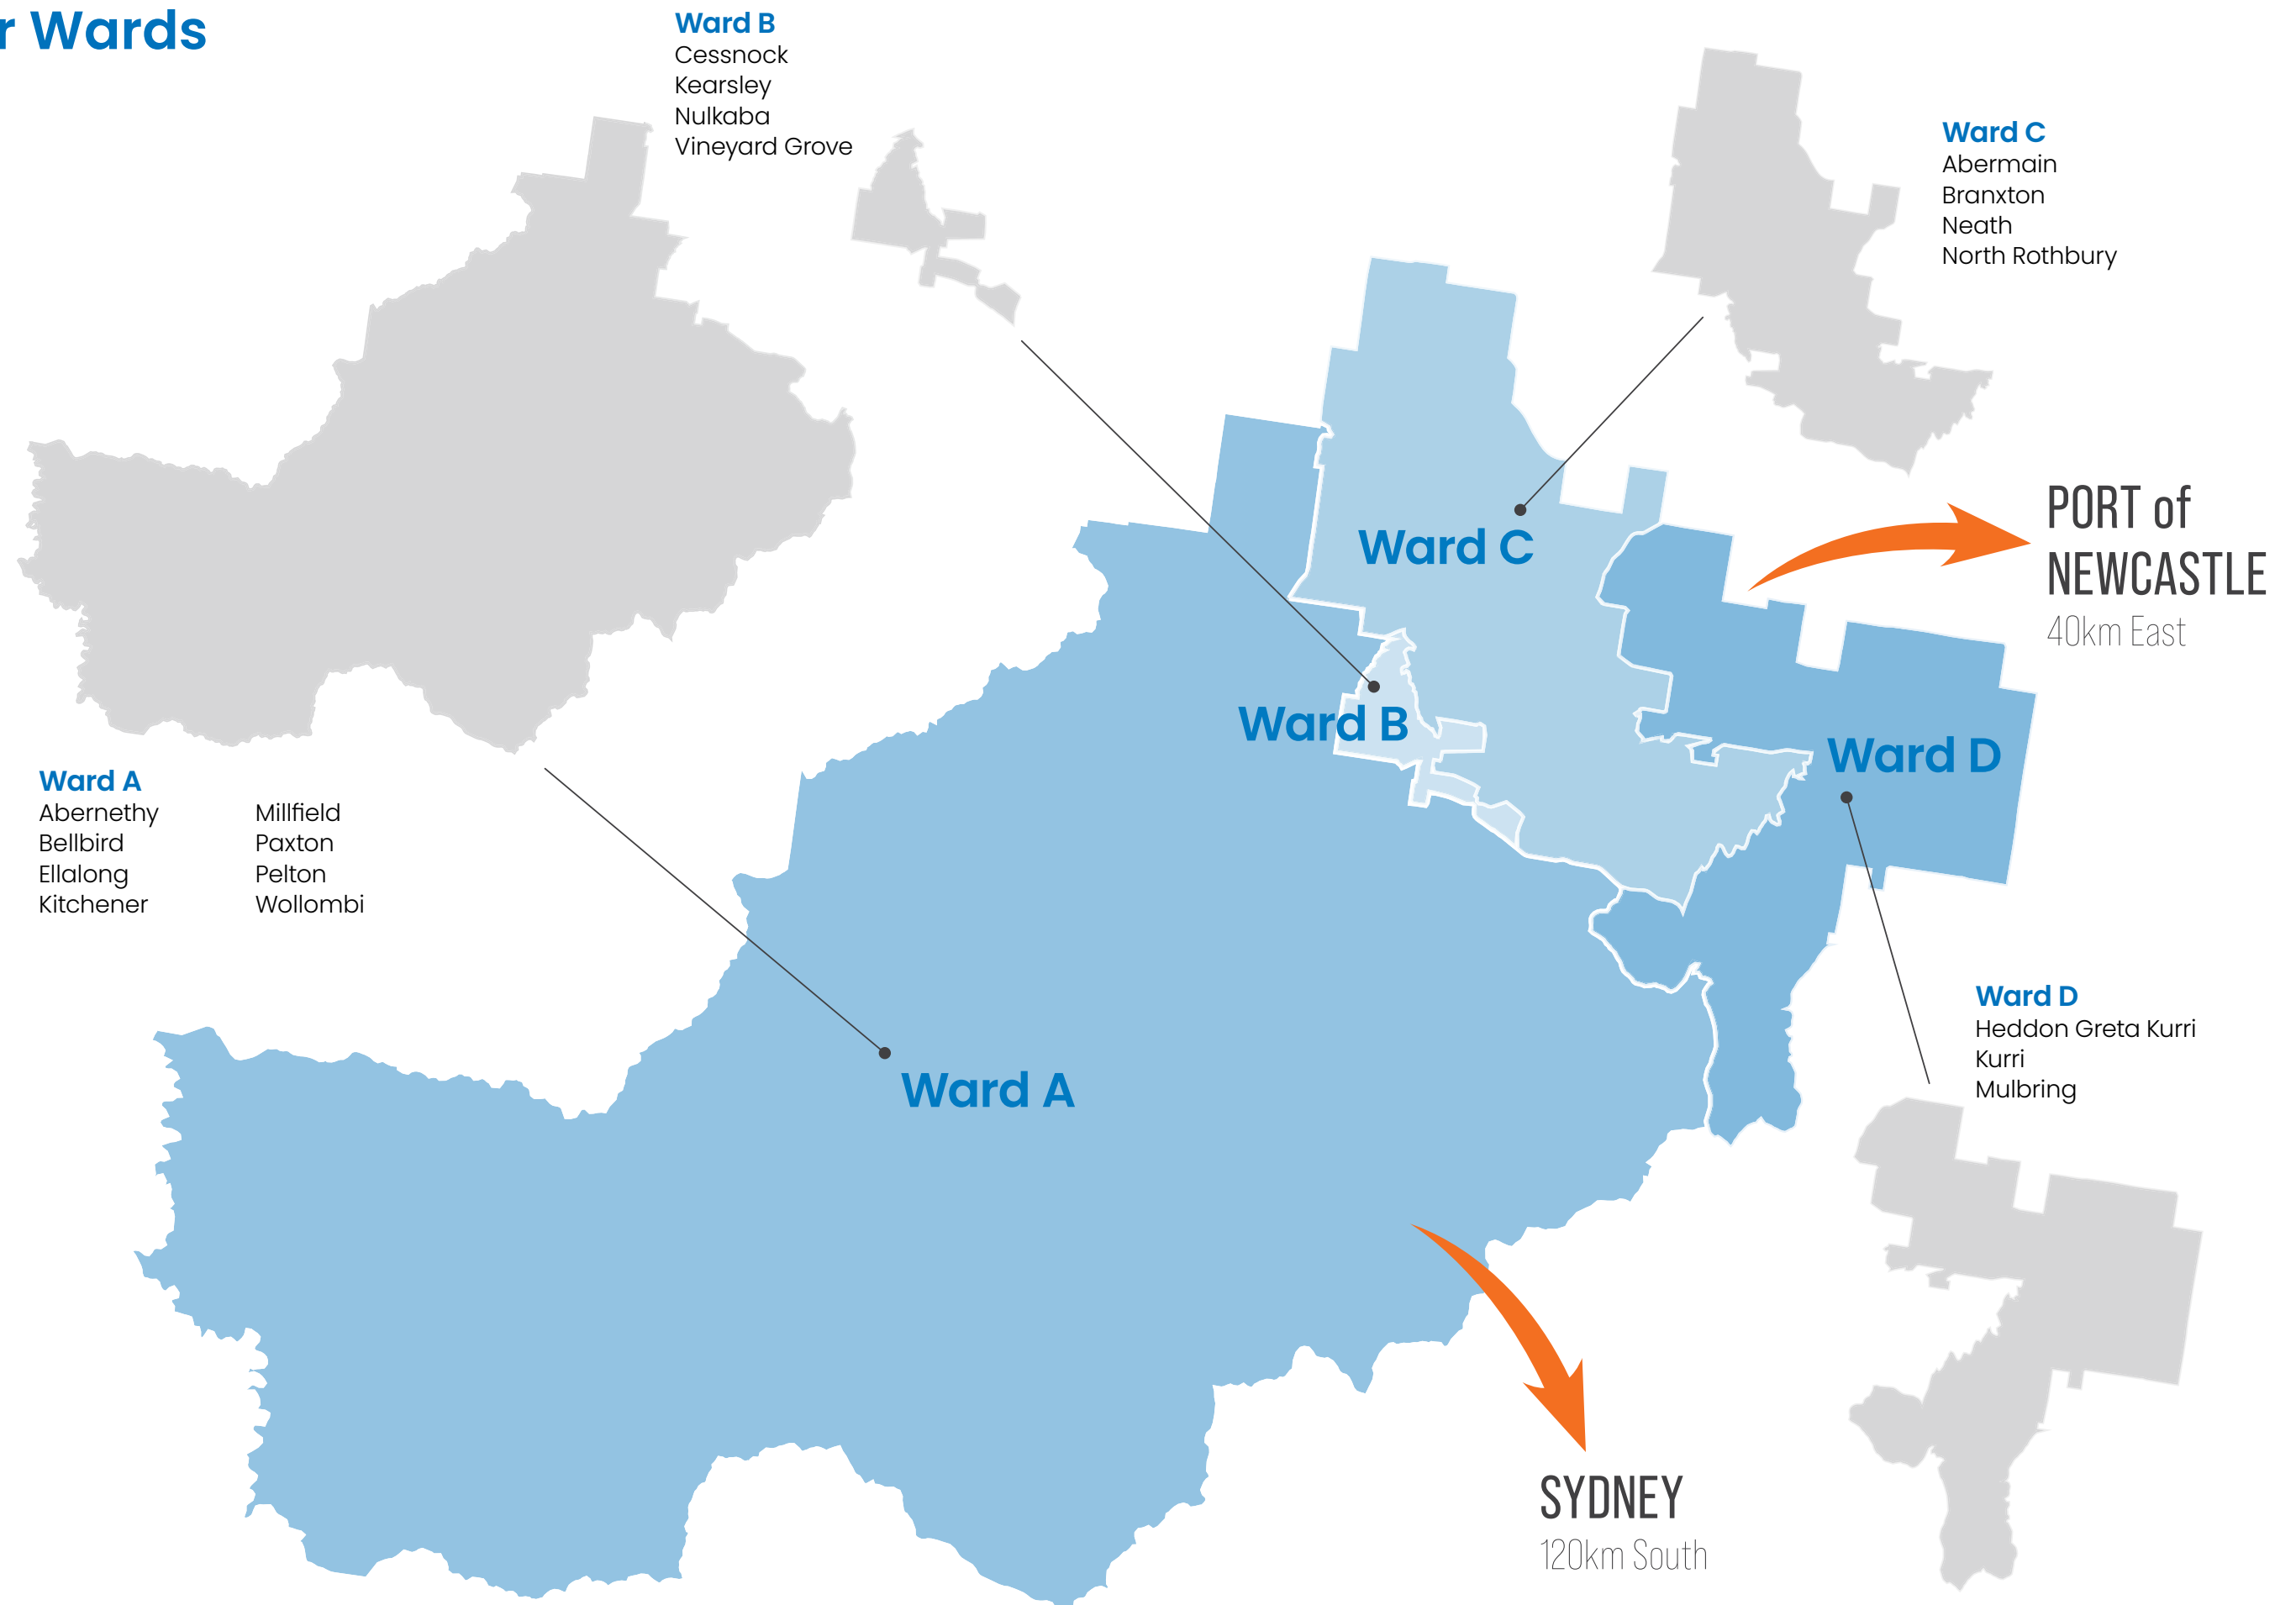 r Wards
Ward B
Cessnock
Kearsley
Nulkaba
Vineyard Grove
Ward C
Abermain
Branxton
Neath
North Rothbury
PORT of
NEWCASTLE
40km East
Ward C
Ward B
Ward D
Ward A
Abernethy
Bellbird
Ellalong
Kitchener
Millfield
Paxton
Pelton
Wollombi
Ward A
Ward D
Heddon Greta Kurri
Kurri
Mulbring
SYDNEY
120km South